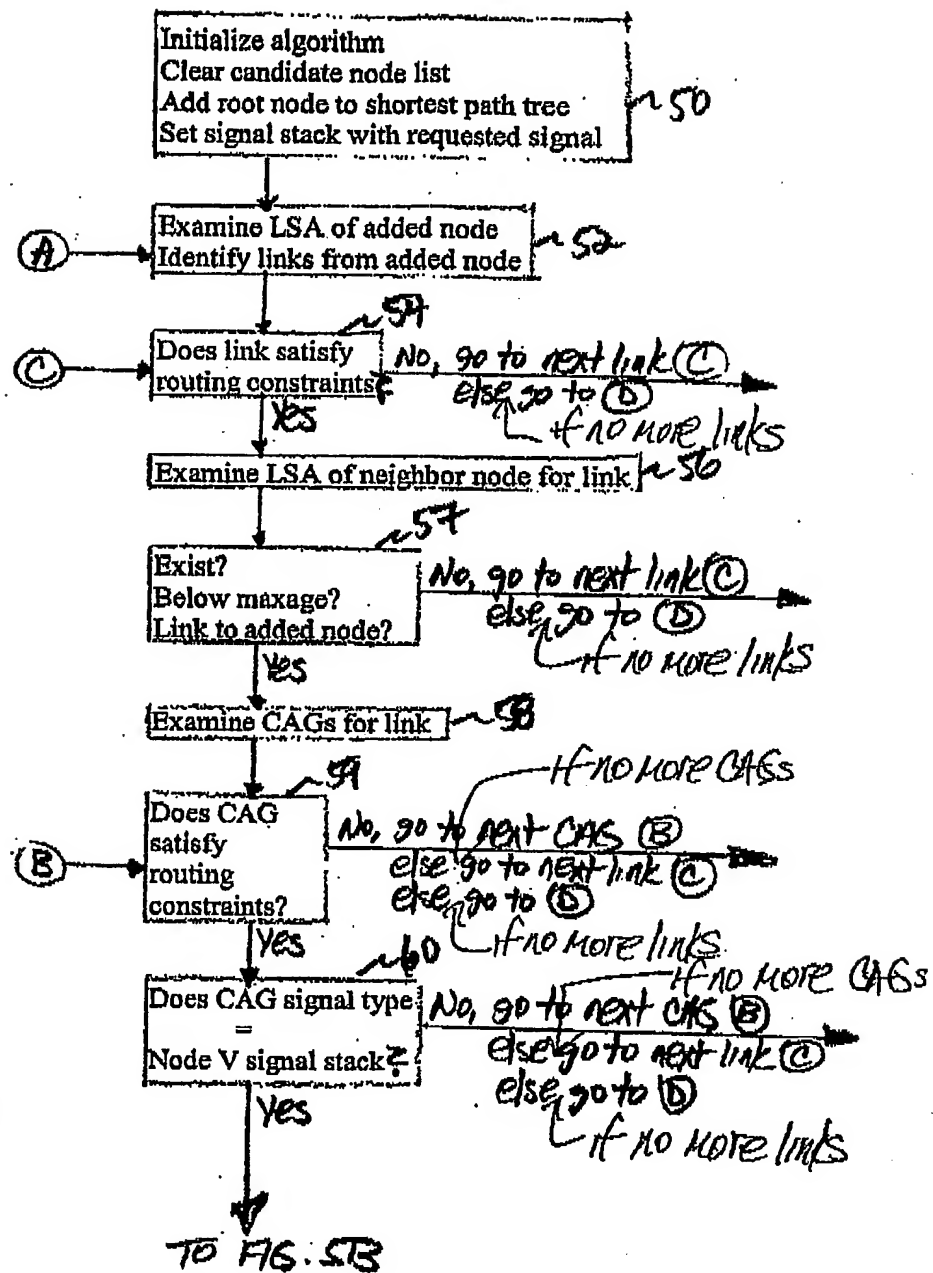 Initialize algorithm
Clear candidate node list
Add root node to shortest path tree
Set signal stack with requested signal
50
Examine LSA of added node
Identify links from added node
52
A
54
Does link satisfy
routing constraints?
C
No, go to next link C
else go to D
if no more links
Yes
Examine LSA of neighbor node for link
56
57
Exist?
Below maxage?
Link to added node?
No, go to next link C
else go to D
if no more links
Yes
Examine CAGs for link
58
59
if no more CAGs
Does CAG
satisfy
routing
constraints?
B
No, go to next CAG B
else go to next link C
else go to D
if no more links
Yes
60
if no more CAGs
Does CAG signal type
=
Node V signal stack?
No, go to next CAG B
else go to next link C
else go to D
if no more links
Yes
TO FIG. 5B